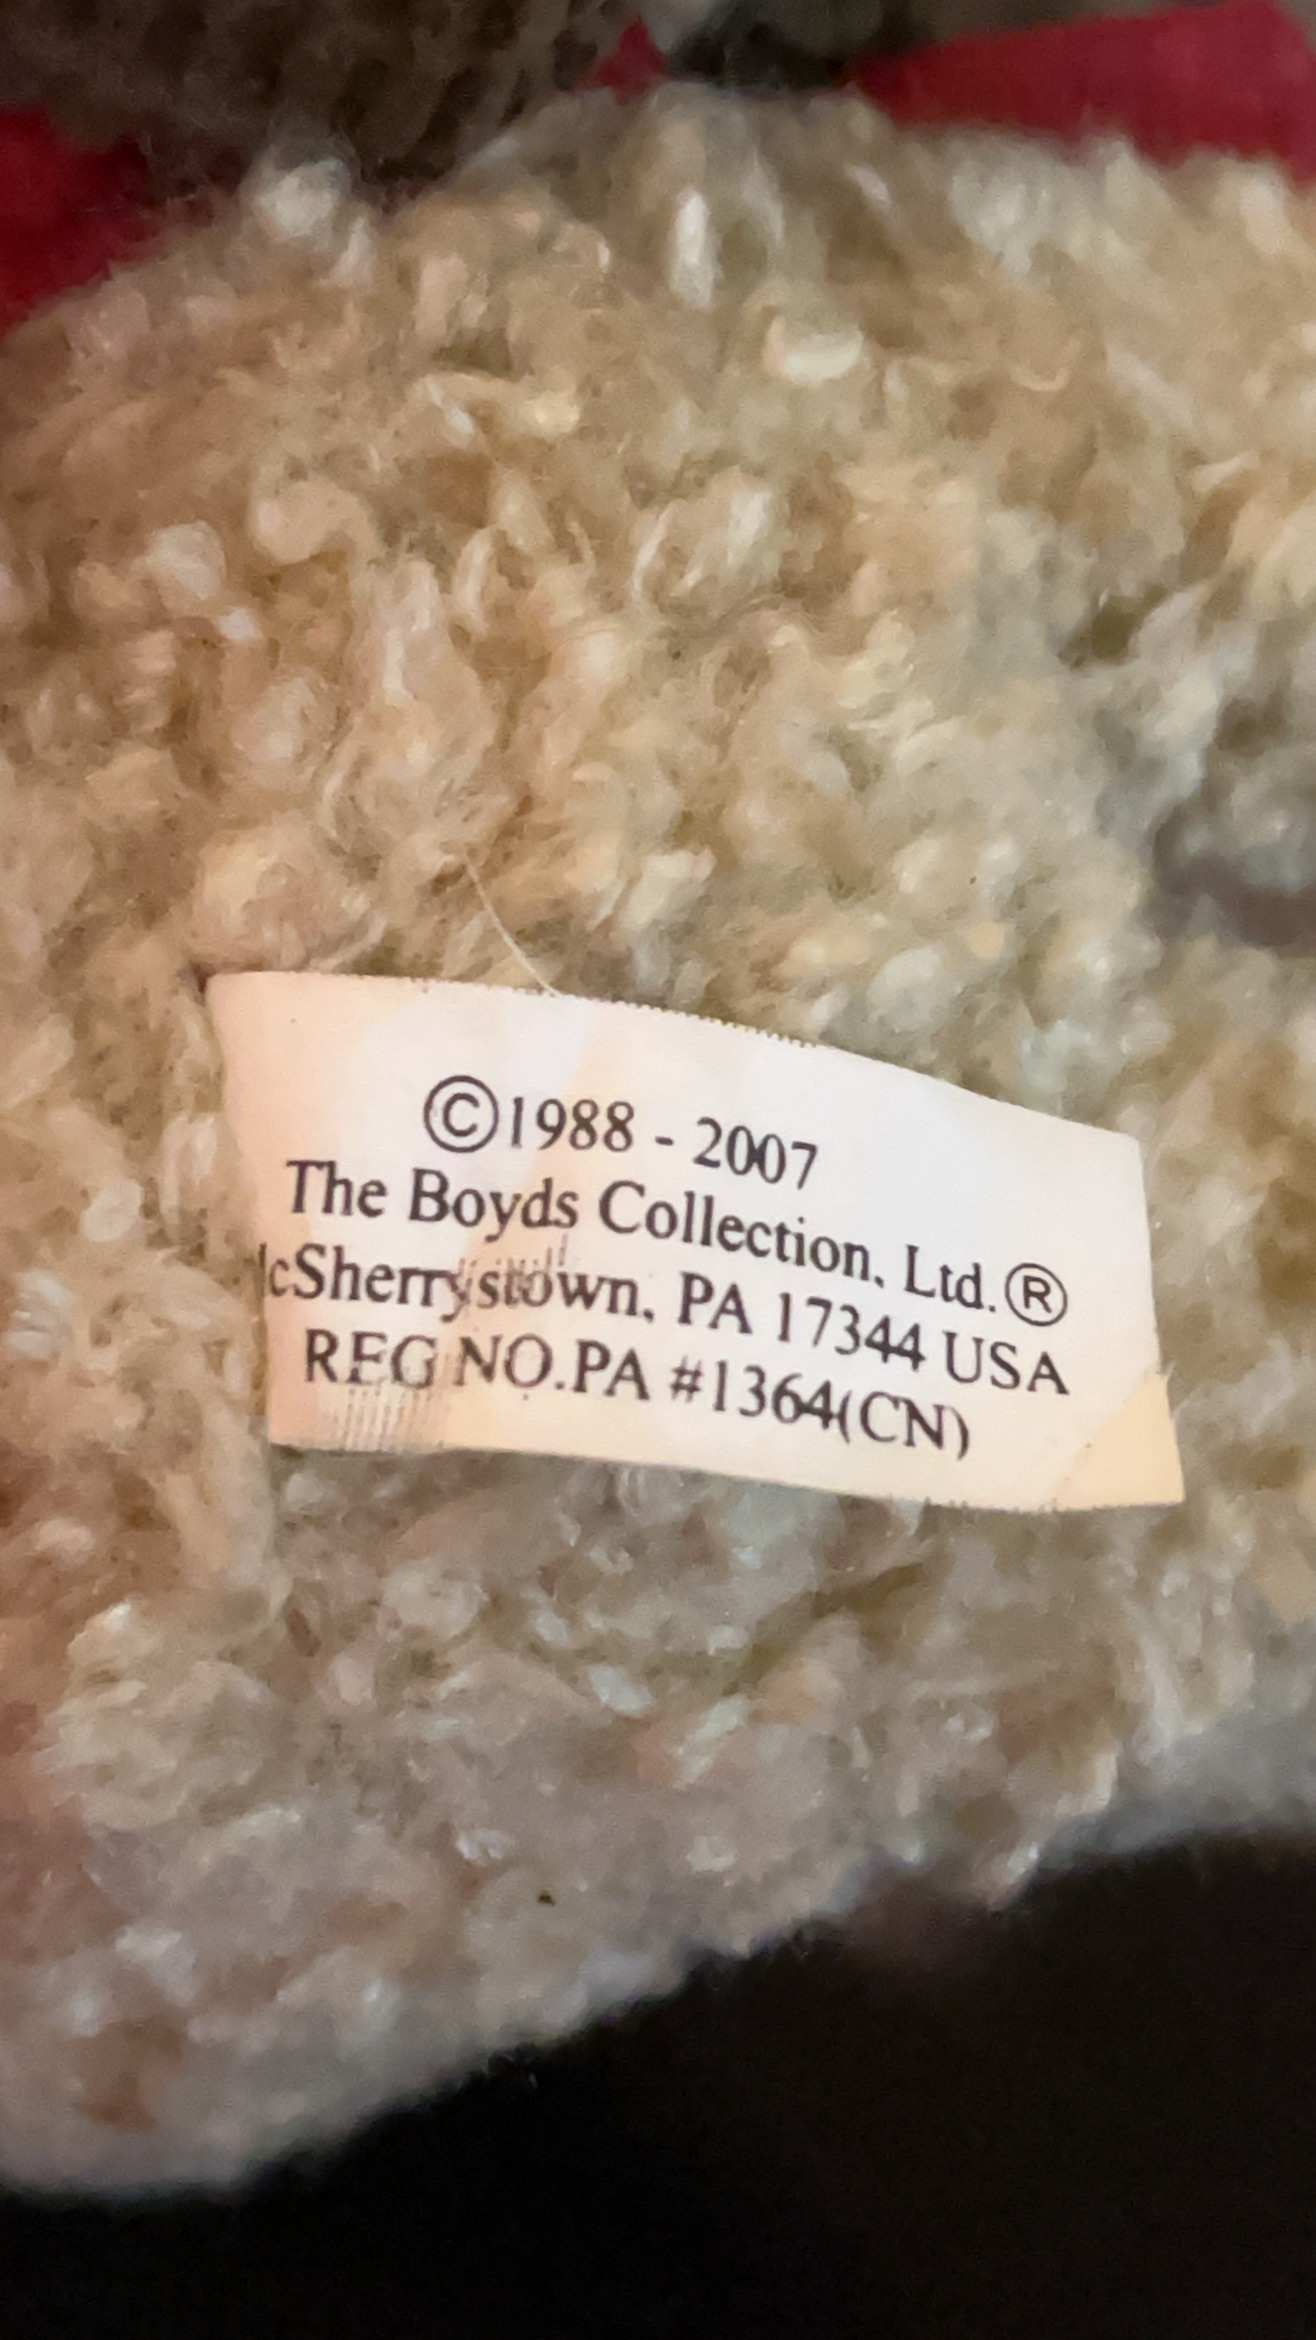 ©1988 - 2007
The Boyds Collection, Ltd.®
cSherrystown, PA 17344 USA
REG NO.PA #1364(CN)